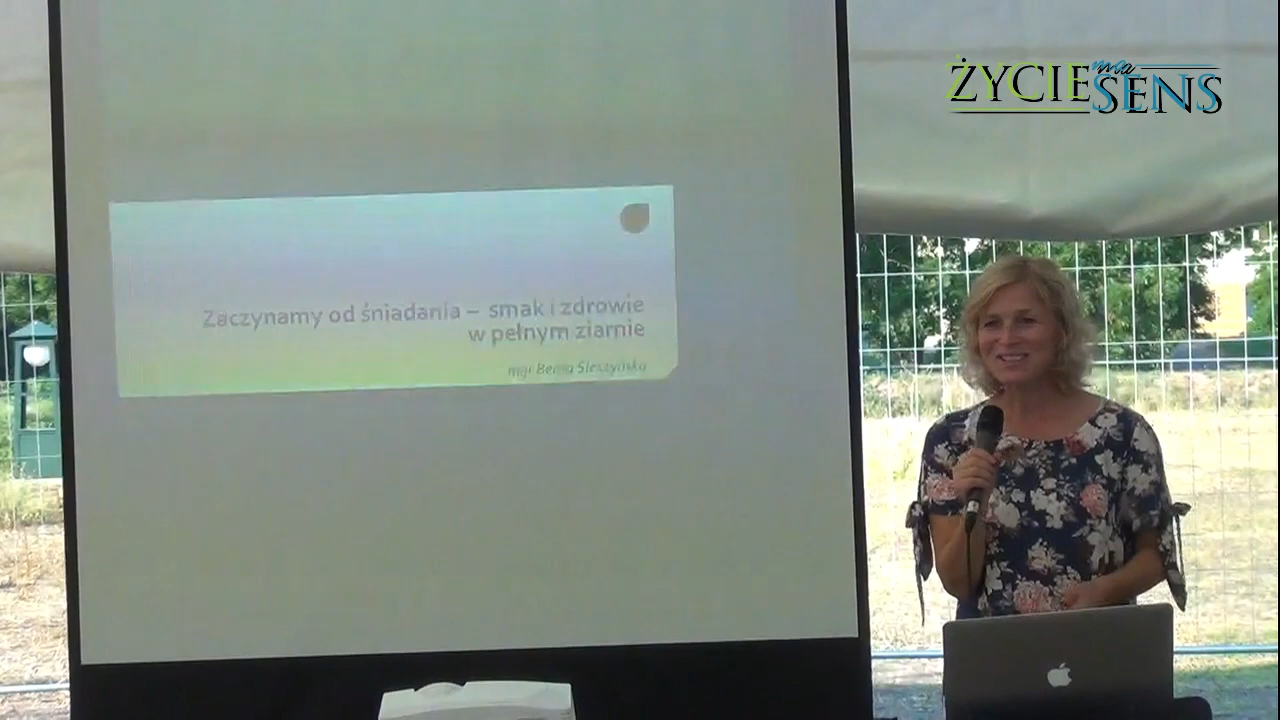 ŻYCIE ma SENS
Zaczynamy od śniadania – smak i zdrowie
w pełnym ziarnie
mgr